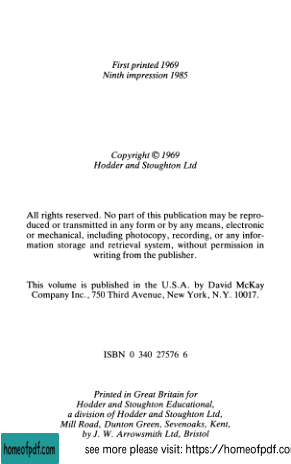 First printed 1969
Ninth impression 1985
Copyright © 1969
Hodder and Stoughton Ltd
All rights reserved. No part of this publication may be repro-
duced or transmitted in any form or by any means, electronic
or mechanical, including photocopy, recording, or any infor-
mation storage and retrieval system, without permission in
writing from the publisher.
This volume is published in the U.S.A. by David McKay
Company Inc., 750 Third Avenue, New York, N.Y. 10017.
ISBN 0 340 27576 6
Printed in Great Britain for
Hodder and Stoughton Educational,
a division of Hodder and Stoughton Ltd,
Mill Road, Dunton Green, Sevenoaks, Kent,
by J. W. Arrowsmith Ltd, Bristol
homeofpdf.com see more please visit: https://homeofpdf.co